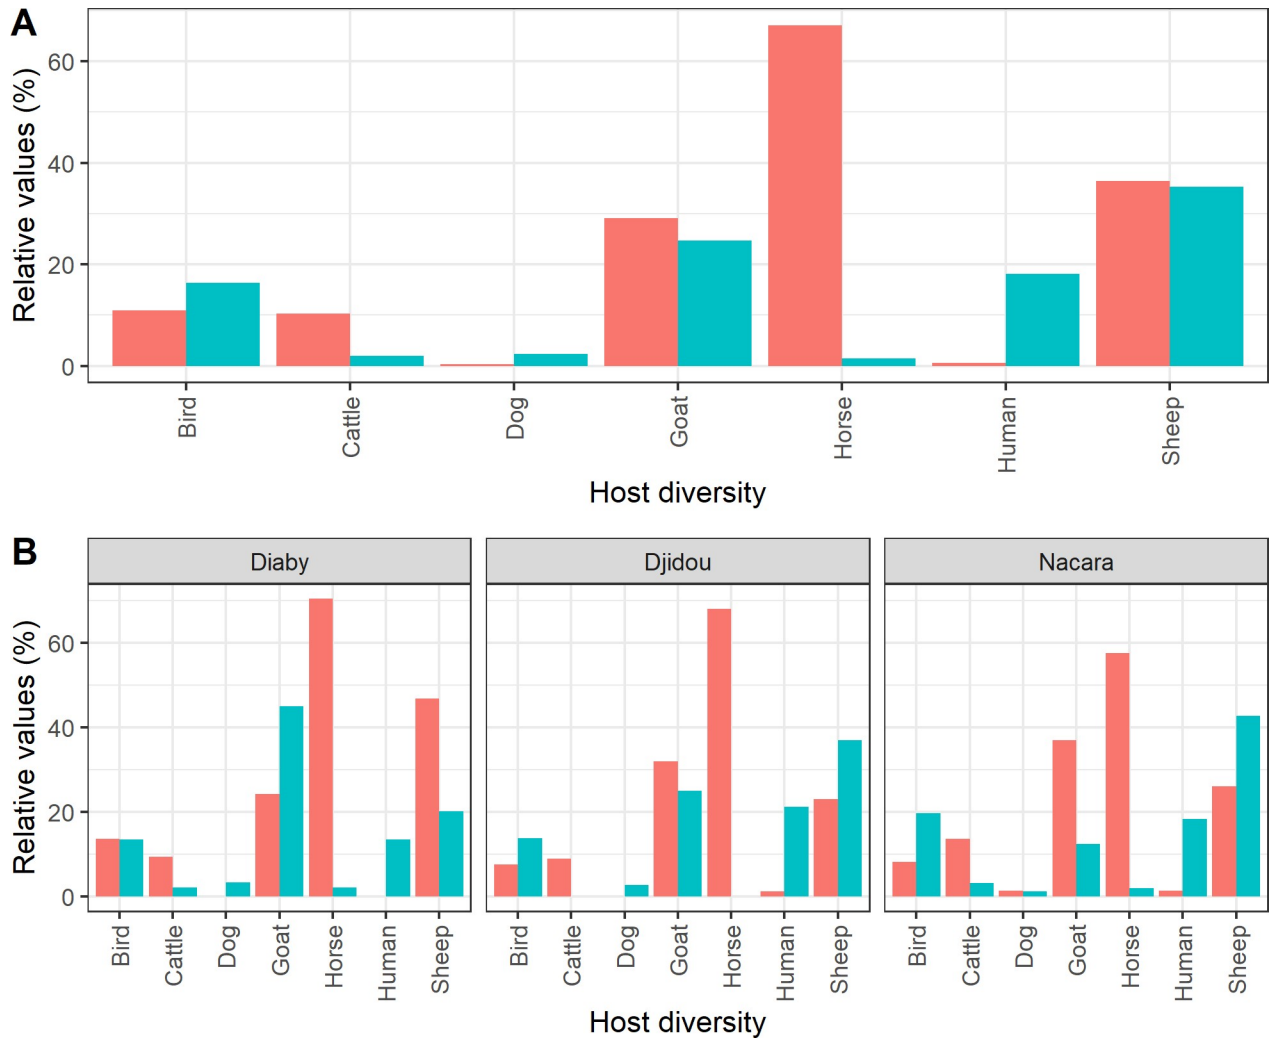 A
Relative values (%)
60
40
20
0
Bird
Cattle
Dog
Goat
Horse
Human
Sheep
Host diversity
B
Diaby
Djidou
Nacara
Relative values (%)
60
40
20
0
Bird
Cattle
Dog
Goat
Horse
Human
Sheep
Bird
Cattle
Dog
Goat
Horse
Human
Sheep
Bird
Cattle
Dog
Goat
Horse
Human
Sheep
Host diversity